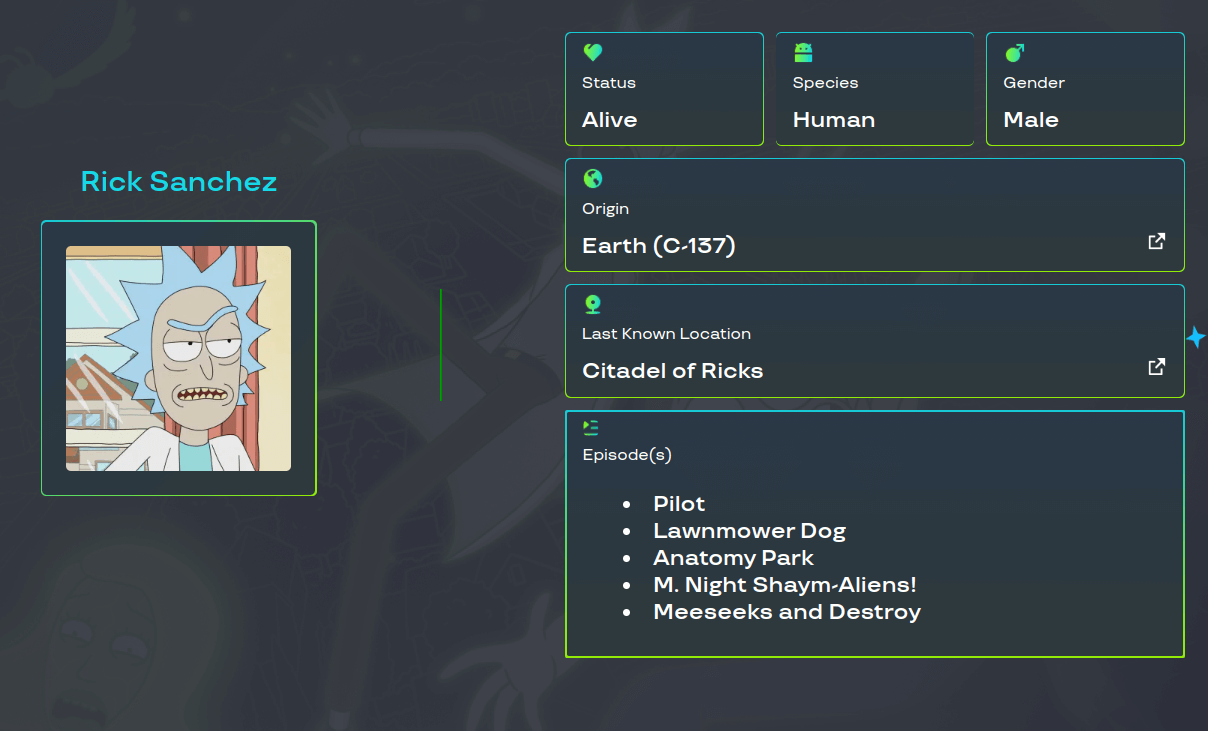 Rick Sanchez
Status
Alive
Species
Human
Gender
Male
Origin
Earth (C-137)
Last Known Location
Citadel of Ricks
Episode(s)
• Pilot
• Lawnmower Dog
• Anatomy Park
• M. Night Shaym-Aliens!
• Meeseeks and Destroy